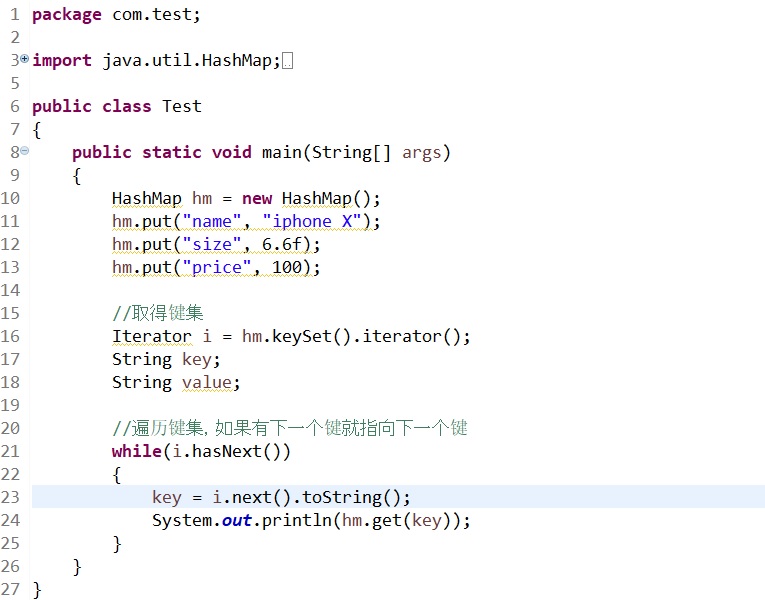 1 package com.test;
2
3 import java.util.HashMap;
5
6 public class Test
7 {
8 public static void main(String[] args)
9 {
10 HashMap hm = new HashMap();
11 hm.put("name", "iphone X");
12 hm.put("size", 6.6f);
13 hm.put("price", 100);
14
15 //取得键集
16 Iterator i = hm.keySet().iterator();
17 String key;
18 String value;
19
20 //遍历键集, 如果有下一个键就指向下一个键
21 while(i.hasNext())
22 {
23 key = i.next().toString();
24 System.out.println(hm.get(key));
25 }
26 }
27 }